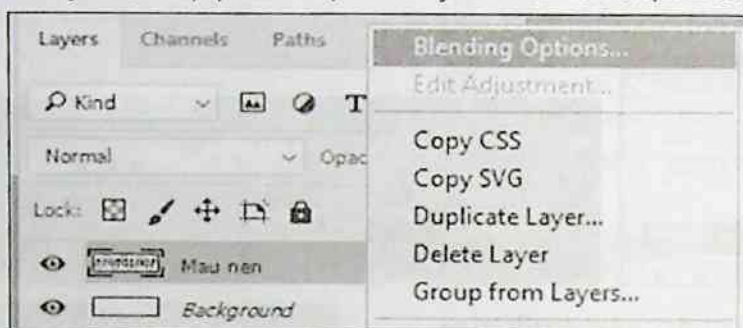 Layers Channels Paths
Kind T
Normal Opac
Lock:
Mau nen
Background
Blending Options...
Edit Adjustment...
Copy CSS
Copy SVG
Duplicate Layer...
Delete Layer
Group from Layers...